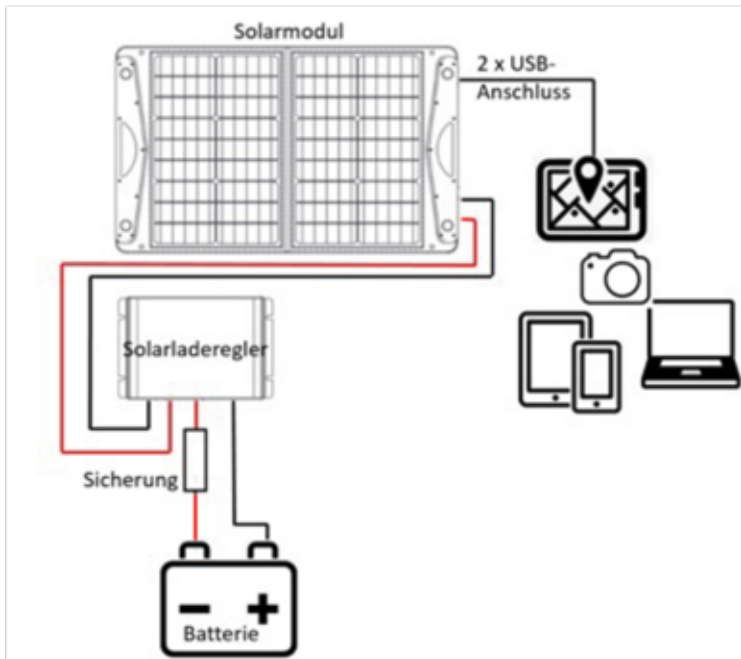 Solarmodul
2 x USB-
Anschluss
Solarladeregler
Sicherung
Batterie